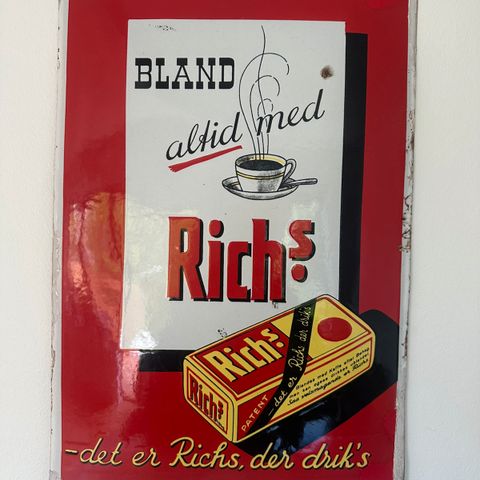 BLAND
altid med
Richs
Richs
-det er Richs der drik's
Richs
PATENT
-det er Richs, der drik's